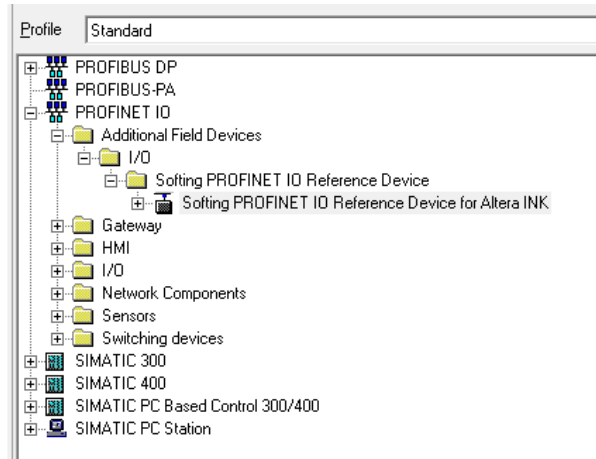 Profile Standard
PROFIBUS DP
PROFIBUS-PA
PROFINET IO
Additional Field Devices
I/O
Softing PROFINET IO Reference Device
Softing PROFINET IO Reference Device for Altera INK
Gateway
HMI
I/O
Network Components
Sensors
Switching devices
SIMATIC 300
SIMATIC 400
SIMATIC PC Based Control 300/400
SIMATIC PC Station